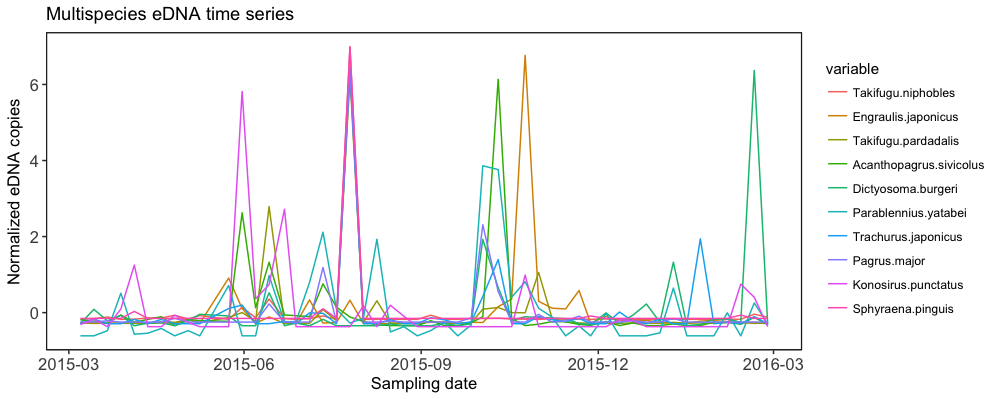 Multispecies eDNA time series
Normalized eDNA copies
6
4
2
0
2015-03
2015-06
2015-09
2015-12
2016-03
Sampling date
variable
Takifugu.niphobles
Engraulis.japonicus
Takifugu.pardadalis
Acanthopagrus.sivicolus
Dictyosoma.burgeri
Parablennius.yatabei
Trachurus.japonicus
Pagrus.major
Konosirus.punctatus
Sphyraena.pinguis